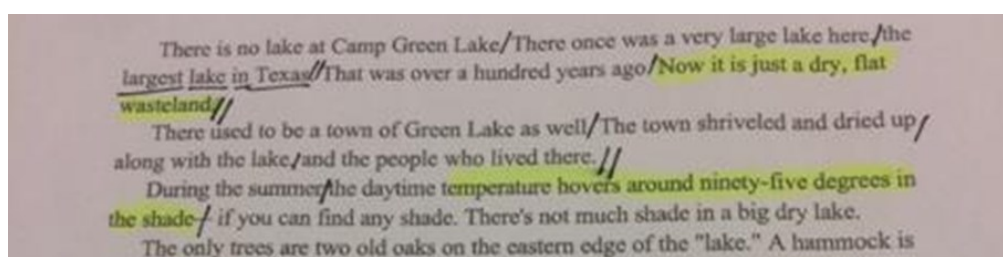 There is no lake at Camp Green Lake/There once was a very large lake here,/the
largest lake in Texas//That was over a hundred years ago/Now it is just a dry, flat
wasteland//
There used to be a town of Green Lake as well/The town shriveled and dried up/
along with the lake,/and the people who lived there.//
During the summer/the daytime temperature hovers around ninety-five degrees in
the shade/ if you can find any shade. There's not much shade in a big dry lake.
The only trees are two old oaks on the eastern edge of the "lake." A hammock is